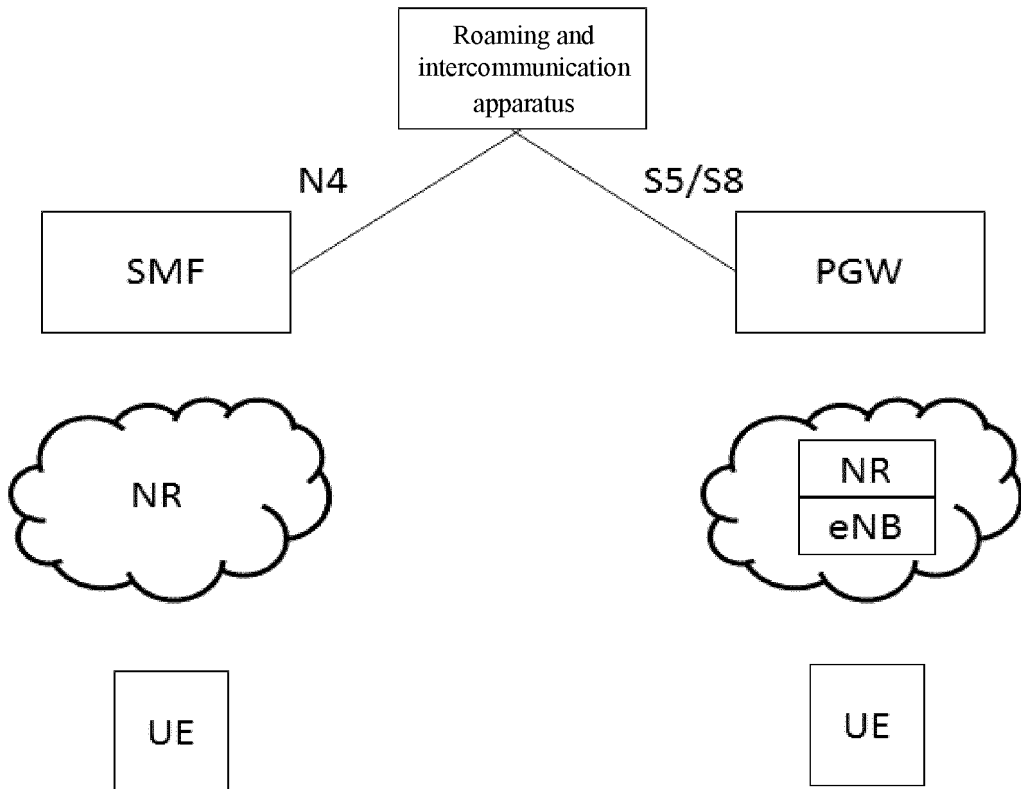 Roaming and
intercommunication
apparatus
N4
S5/S8
SMF
PGW
NR
NR
eNB
UE
UE